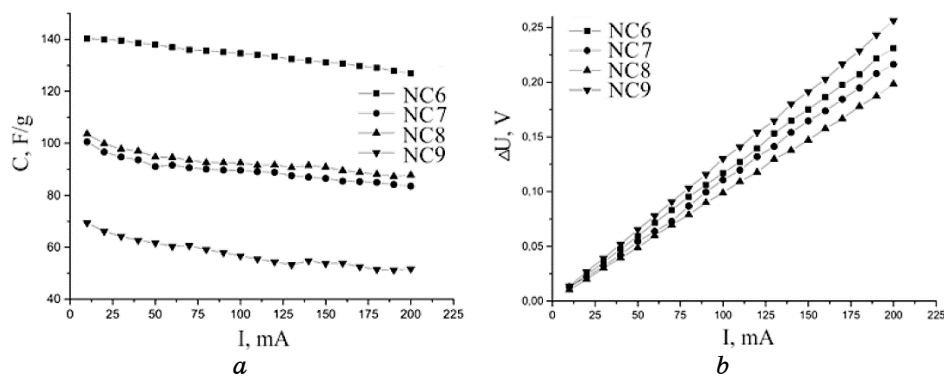 a
140
120
100
80
60
40
C, F/g
NC6
NC7
NC8
NC9
0 25 50 75 100 125 150 175 200 225
I, mA
a
b
0,25
0,20
0,15
0,10
0,05
0,00
ΔU, V
NC6
NC7
NC8
NC9
0 25 50 75 100 125 150 175 200 225
I, mA
b